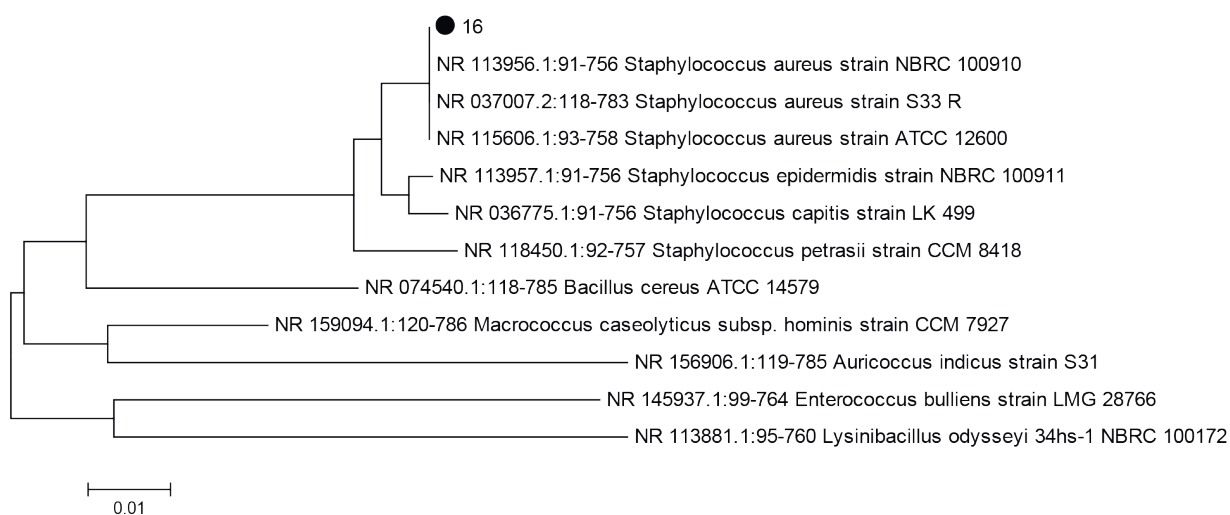 16
NR 113956.1:91-756 Staphylococcus aureus strain NBRC 100910
NR 037007.2:118-783 Staphylococcus aureus strain S33 R
NR 115606.1:93-758 Staphylococcus aureus strain ATCC 12600
NR 113957.1:91-756 Staphylococcus epidermidis strain NBRC 100911
NR 036775.1:91-756 Staphylococcus capitis strain LK 499
NR 118450.1:92-757 Staphylococcus petrasii strain CCM 8418
NR 074540.1:118-785 Bacillus cereus ATCC 14579
NR 159094.1:120-786 Macrococcus caseolyticus subsp. hominis strain CCM 7927
NR 156906.1:119-785 Auricoccus indicus strain S31
NR 145937.1:99-764 Enterococcus bulliens strain LMG 28766
NR 113881.1:95-760 Lysinibacillus odysseyi 34hs-1 NBRC 100172
0.01